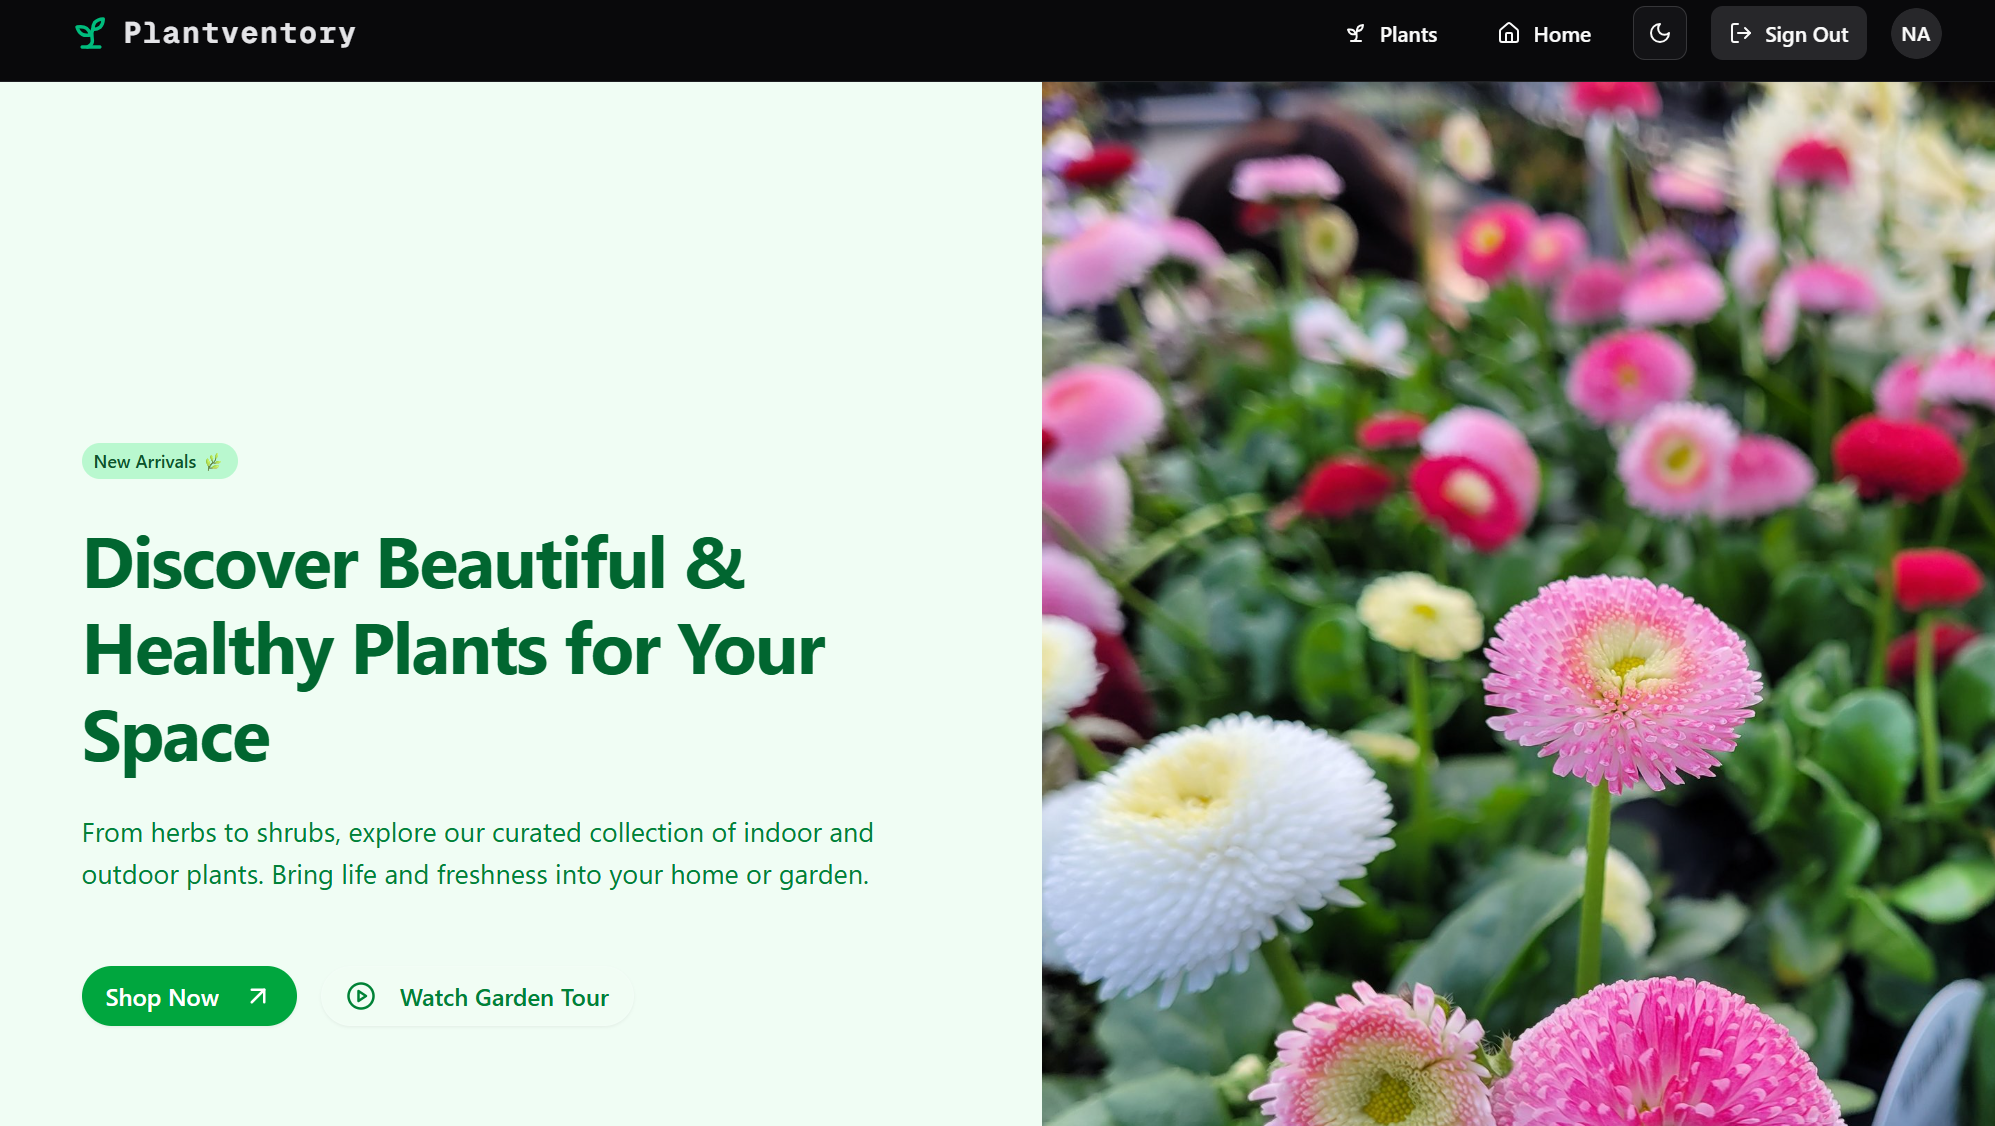 Plantventory
Plants
Home
Sign Out
NA
New Arrivals
Discover Beautiful &
Healthy Plants for Your
Space
From herbs to shrubs, explore our curated collection of indoor and
outdoor plants. Bring life and freshness into your home or garden.
Shop Now
Watch Garden Tour